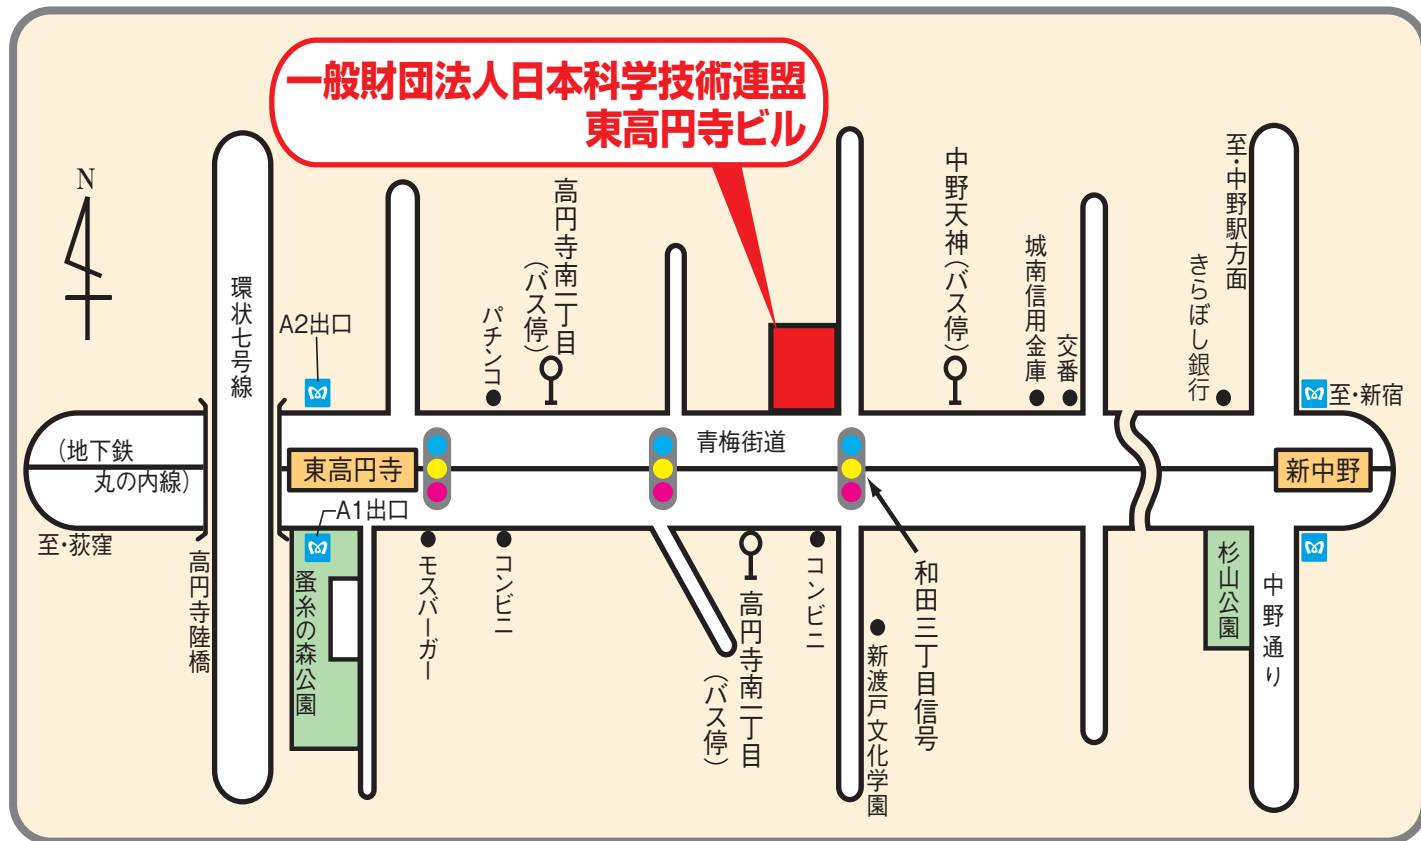 一般財団法人日本科学技術連盟
東高円寺ビル
N
環状七号線
A2出口
パチンコ
高円寺南一丁目
(バス停)
中野天神(バス停)
城南信用金庫
交番
きらぼし銀行
至・中野駅方面
至・新宿
(地下鉄
丸の内線)
東高円寺
青梅街道
新中野
至・荻窪
A1出口
高円寺陸橋
蚕糸の森公園
モスバーガー
コンビニ
高円寺南一丁目
(バス停)
コンビニ
新渡戸文化学園
和田三丁目信号
杉山公園
中野通り